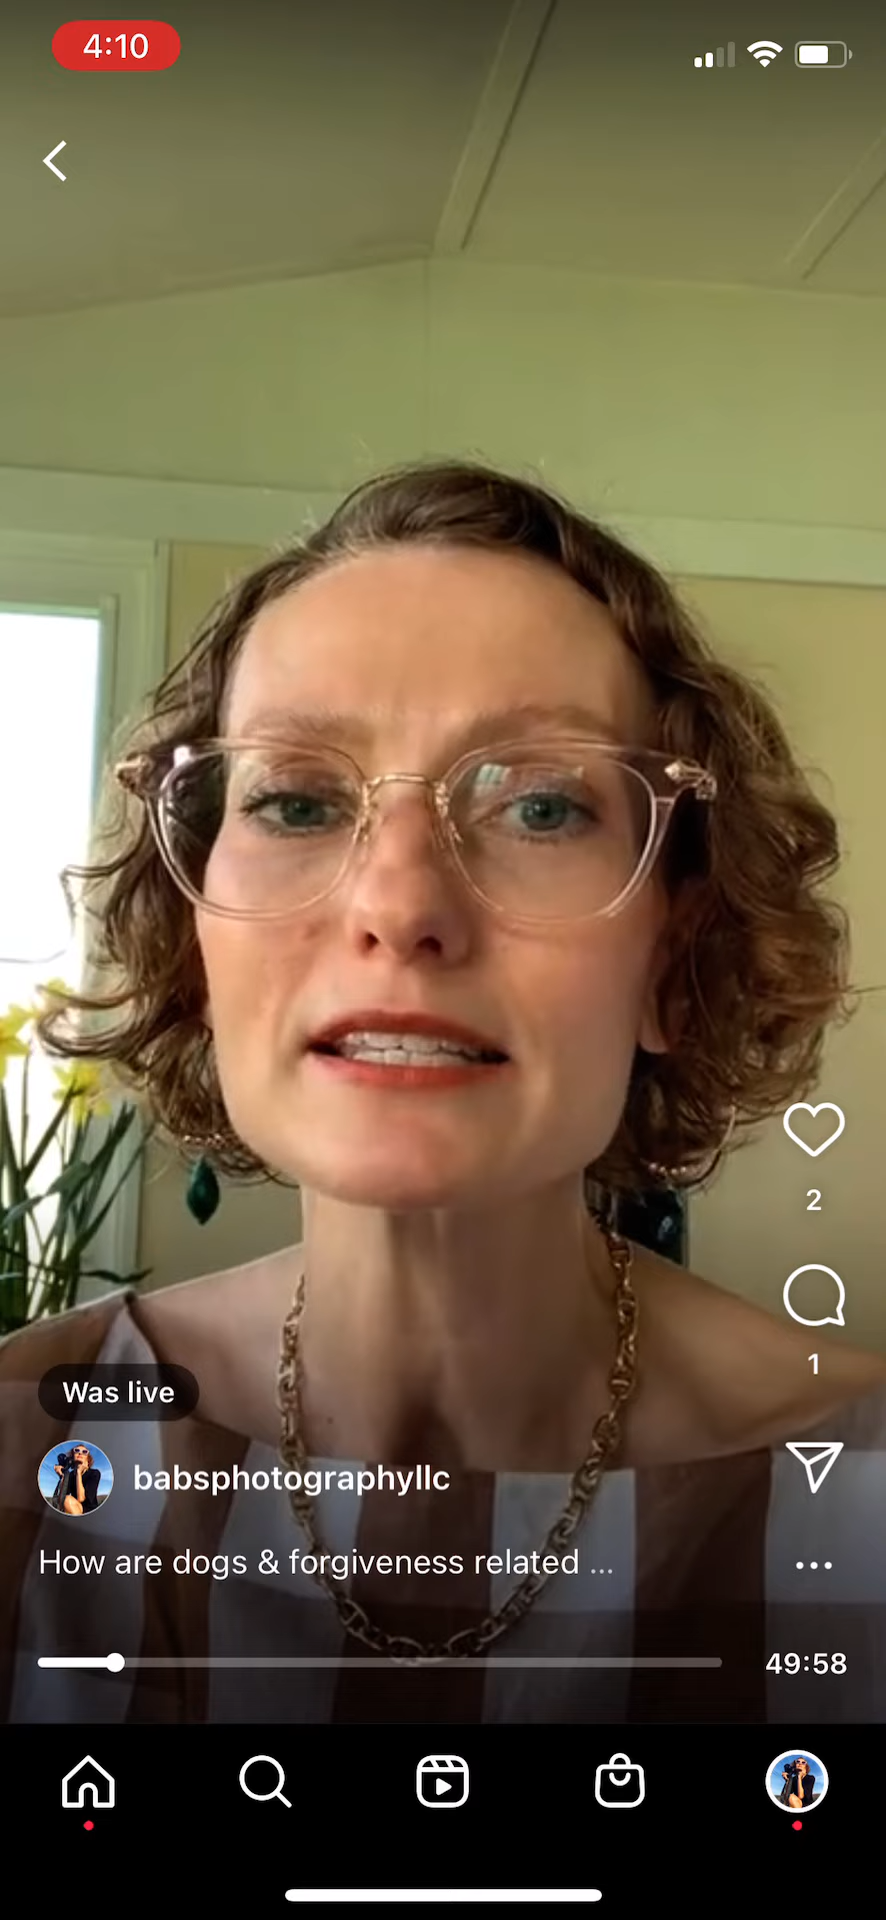 4:10
2
1
Was live
babsphotographyllc
How are dogs & forgiveness related ...
49:58